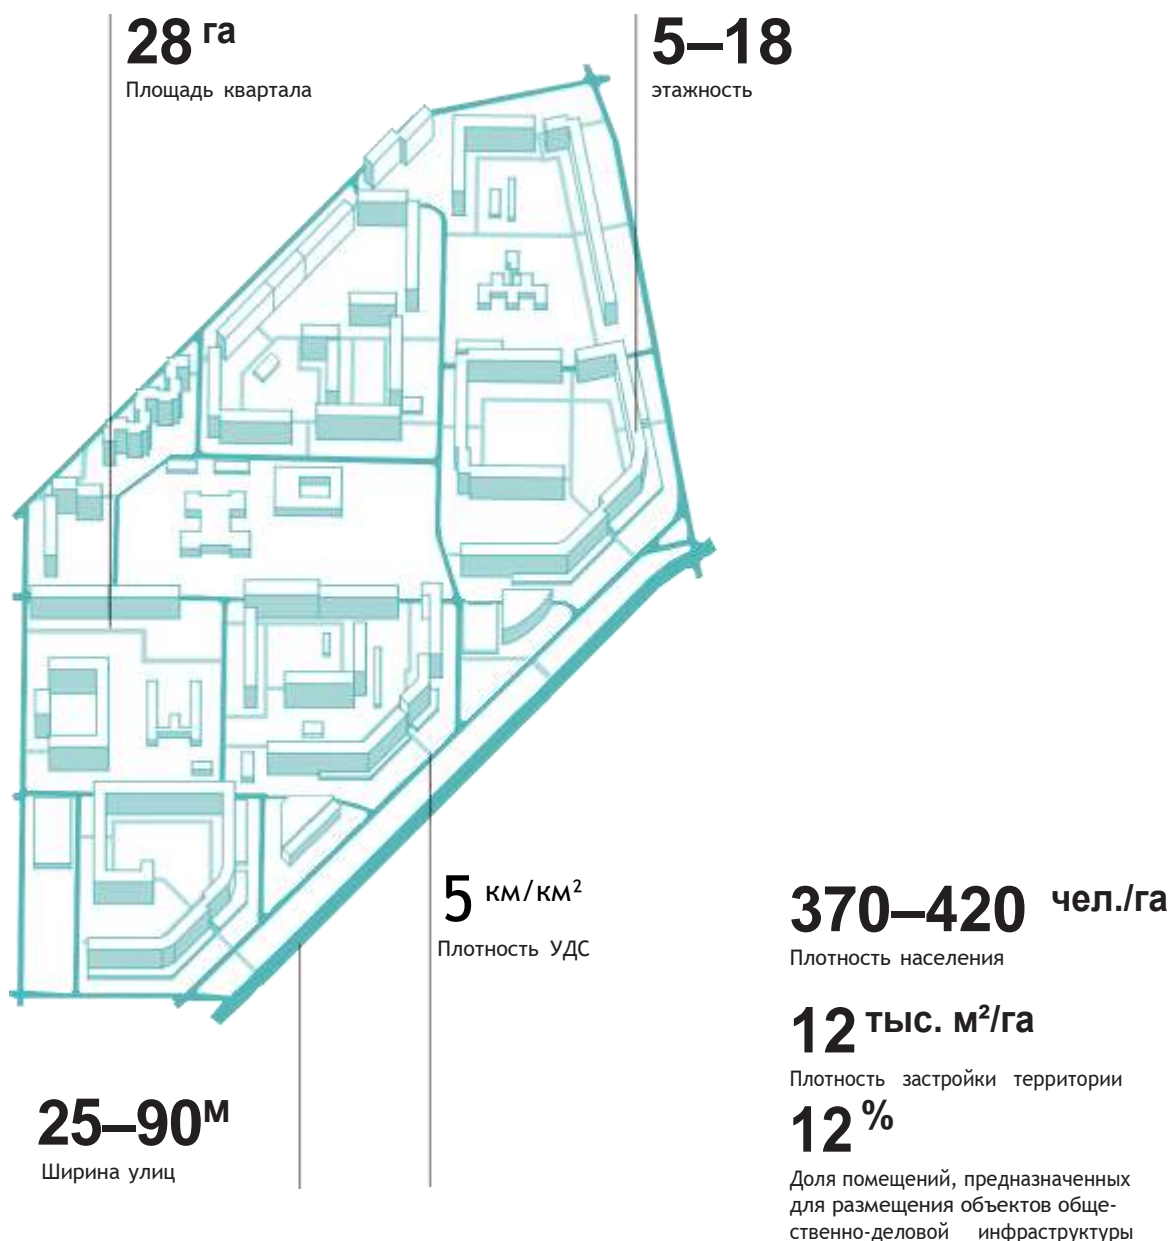 28 га
Площадь квартала
5–18
этажность
5 км/км²
Плотность УДС
370–420 чел./га
Плотность населения
12 тыс. м²/га
Плотность застройки территории
12 %
Доля помещений, предназначенных
для размещения объектов обще-
ственно-деловой инфраструктуры
25–90м
Ширина улиц